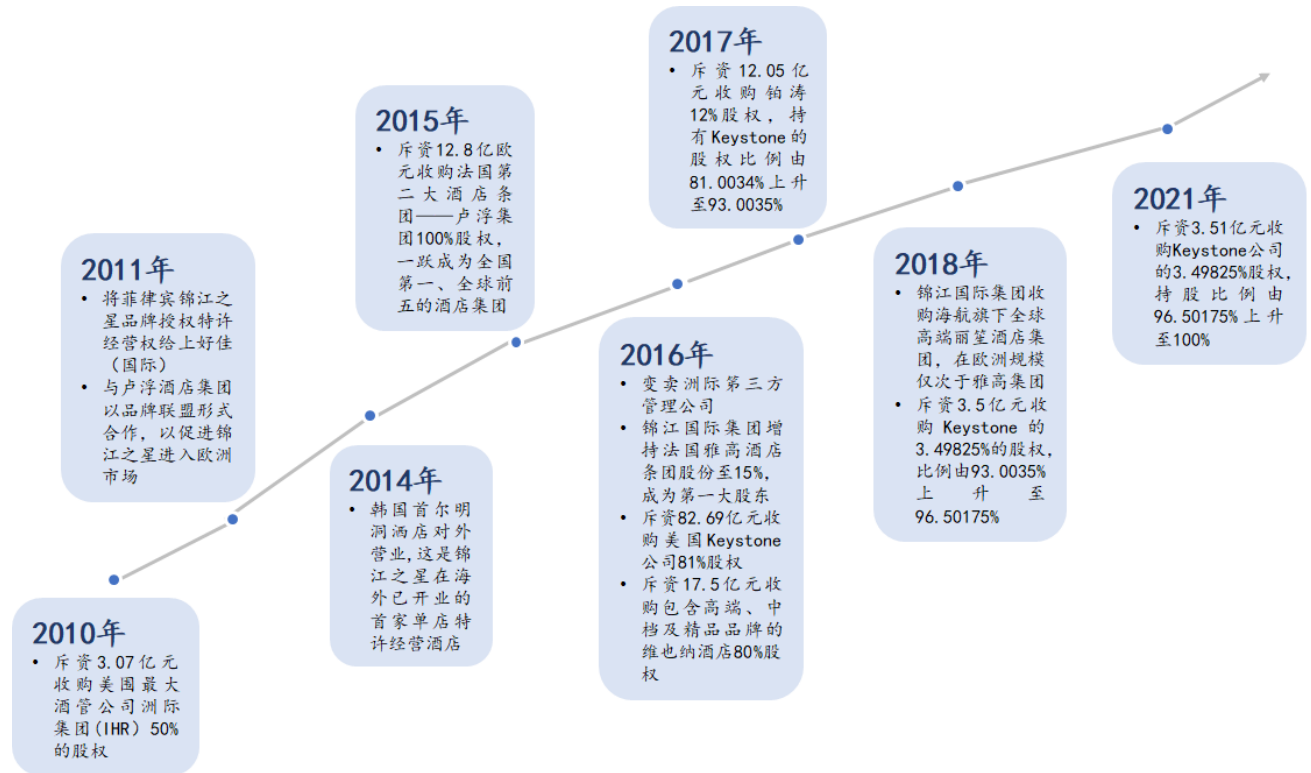 2010年
• 斥资3.07亿元
收购美国最大
酒管公司洲际
集团(IHR) 50%
的股权
2011年
• 将菲律宾锦江之
星品牌授权特许
经营权给上好佳
（国际）
• 与卢浮酒店集团
以品牌联盟形式
合作，以促进锦
江之星进入欧洲
市场
2014年
• 韩国首尔明
洞酒店对外
营业,这是锦
江之星在海
外已开业的
首家单店特
许经营酒店
2015年
• 斥资12.8亿欧
元收购法国第
二大酒店条
团——卢浮集
团100%股权，
一跃成为全国
第一、全球前
五的酒店集团
2016年
• 变卖洲际第三方
管理公司
• 锦江国际集团增
持法国雅高酒店
条团股份至15%，
成为第一大股东
• 斥资82.69亿元收
购美国Keystone
公司81%股权
• 斥资17.5亿元收
购包含高端、中
档及精品品牌的
维也纳酒店80%股
权
2017年
• 斥资12.05亿
元收购铂涛
12%股权，持
有Keystone的
股权比例由
81.0034%上升
至93.0035%
2018年
• 锦江国际集团收
购海航旗下全球
高端丽笙酒店集
团，在欧洲规模
仅次于雅高集团
• 斥资3.5亿元收
购Keystone的
3.49825%的股权，
比例由93.0035%
上升至
96.50175%
2021年
• 斥资3.51亿元收
购Keystone公司
的3.49825%股权，
持股比例由
96.50175%上升
至100%